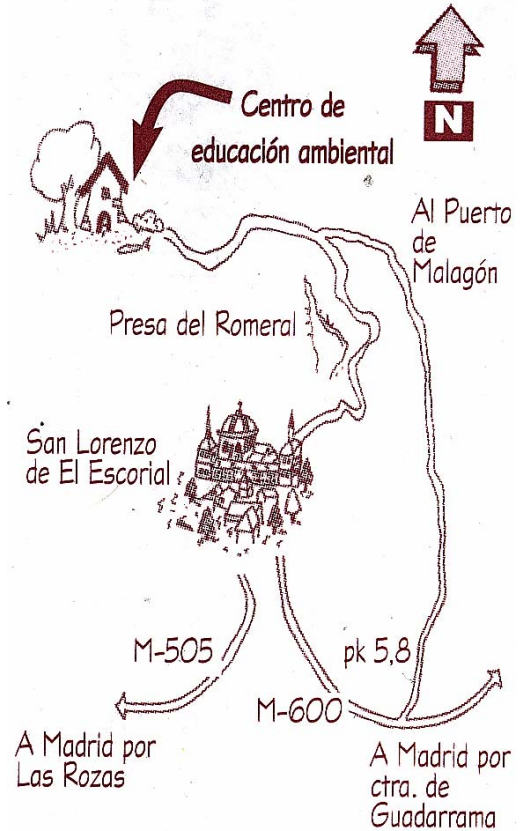 Centro de
educación ambiental
N
Al Puerto
de
Malagón
Presa del Romeral
San Lorenzo
de El Escorial
M-505
pk 5,8
M-600
A Madrid por
Las Rozas
A Madrid por
ctra. de
Guadarrama